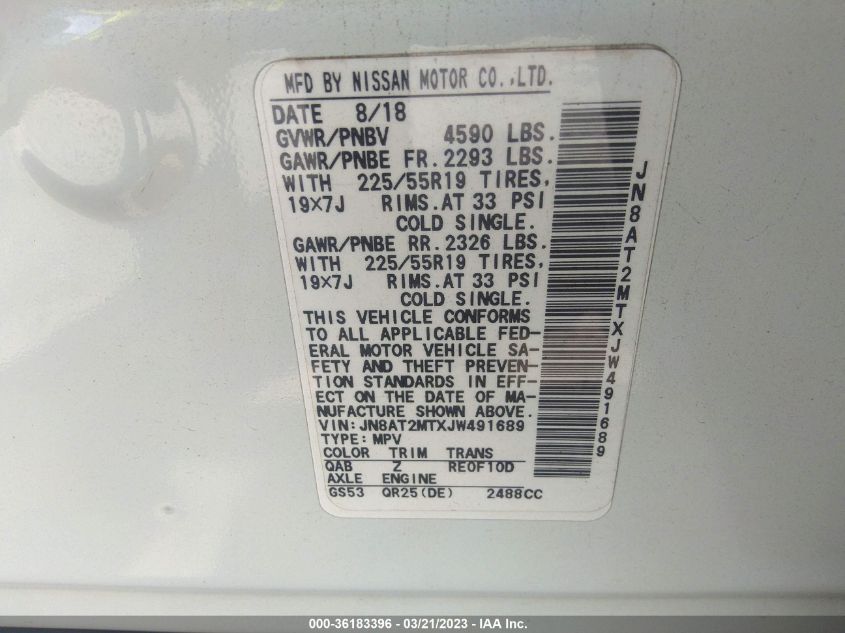 MFD BY NISSAN MOTOR CO.,LTD.
DATE 8/18
GVWR/PNBV 4590 LBS.
GAWR/PNBE FR.2293 LBS.
WITH 225/55R19 TIRES,
19X7J RIMS.AT 33 PSI
COLD SINGLE.
GAWR/PNBE RR.2326 LBS.
WITH 225/55R19 TIRES,
19X7J RIMS.AT 33 PSI
COLD SINGLE.
THIS VEHICLE CONFORMS
TO ALL APPLICABLE FED-
ERAL MOTOR VEHICLE SA-
FETY AND THEFT PREVEN-
TION STANDARDS IN EFF-
ECT ON THE DATE OF MA-
NUFACTURE SHOWN ABOVE.
VIN:JN8AT2MTXJW491689
TYPE:MPV
COLOR TRIM TRANS
QAB Z RE0F10D
AXLE ENGINE
GS53 QR25(DE) 2488CC
JN8AT2MTXJW491689
000-36183396 - 03/21/2023 - IAA Inc.